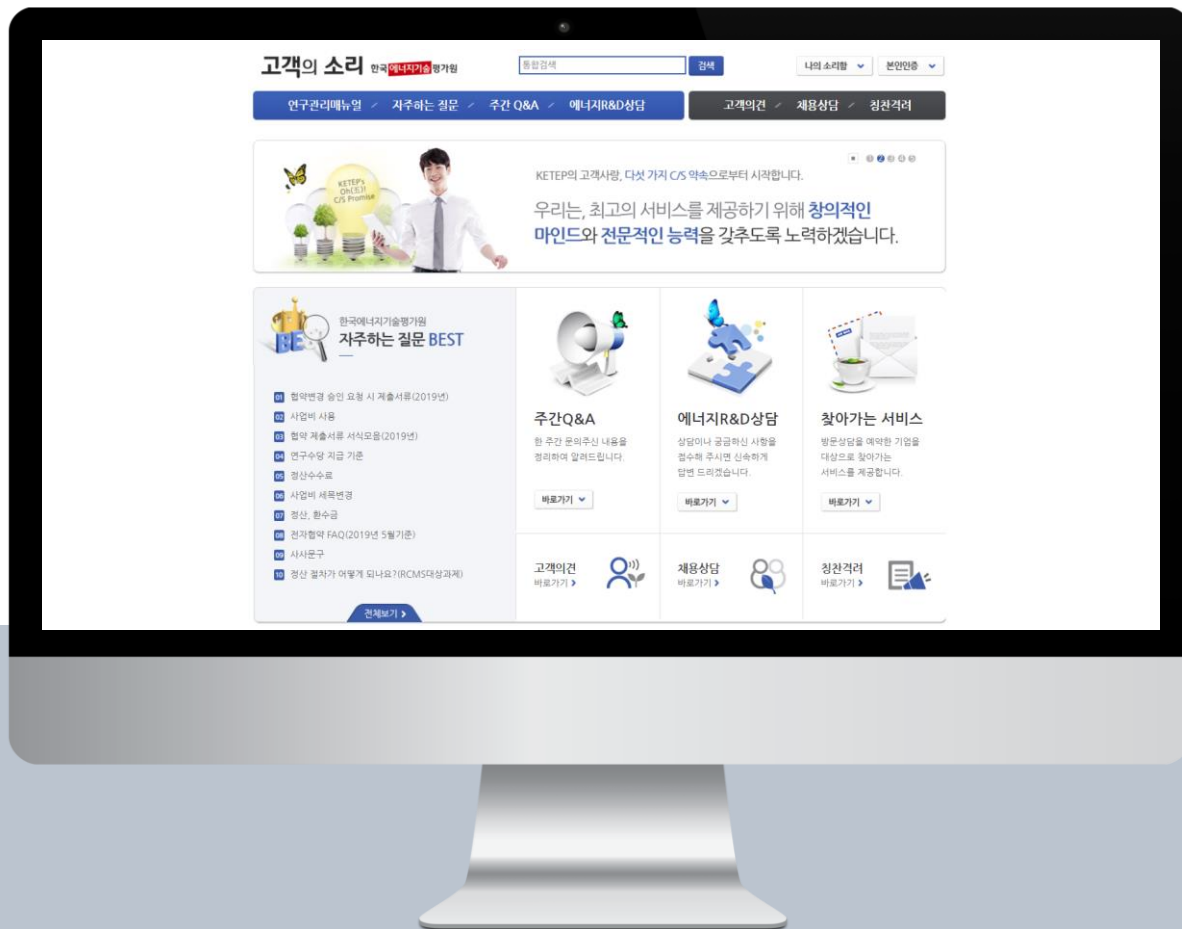 고객의 소리 한국에너지기술평가원
통합검색
검색
나의 소리함
본인인증
연구관리매뉴얼 / 자주하는 질문 / 주간 Q&A / 에너지R&D상담
고객의견 / 채용상담 / 칭찬격려
KETEP's
Oh(5)!
C/S Promise
1 2 3 4 5
KETEP의 고객사랑, 다섯 가지 C/S 약속으로부터 시작합니다.
우리는, 최고의 서비스를 제공하기 위해 창의적인
마인드와 전문적인 능력을 갖추도록 노력하겠습니다.
BE
한국에너지기술평가원
자주하는 질문 BEST
01 협약변경 승인 요청 시 제출서류(2019년)
02 사업비 사용
03 협약 제출서류 서식모음(2019년)
04 연구수당 지급 기준
05 정산수수료
06 사업비 세목변경
07 정산, 환수금
08 전자협약 FAQ(2019년 5월기준)
09 사사문구
10 정산 절차가 어떻게 되나요?(RCMS대상과제)
전체보기
주간Q&A
한 주간 문의주신 내용을
정리하여 알려드립니다.
바로가기
에너지R&D상담
상담이나 궁금하신 사항을
접수해 주시면 신속하게
답변 드리겠습니다.
바로가기
찾아가는 서비스
방문상담을 예약한 기업을
대상으로 찾아가는
서비스를 제공합니다.
바로가기
고객의견
바로가기
채용상담
바로가기
칭찬격려
바로가기